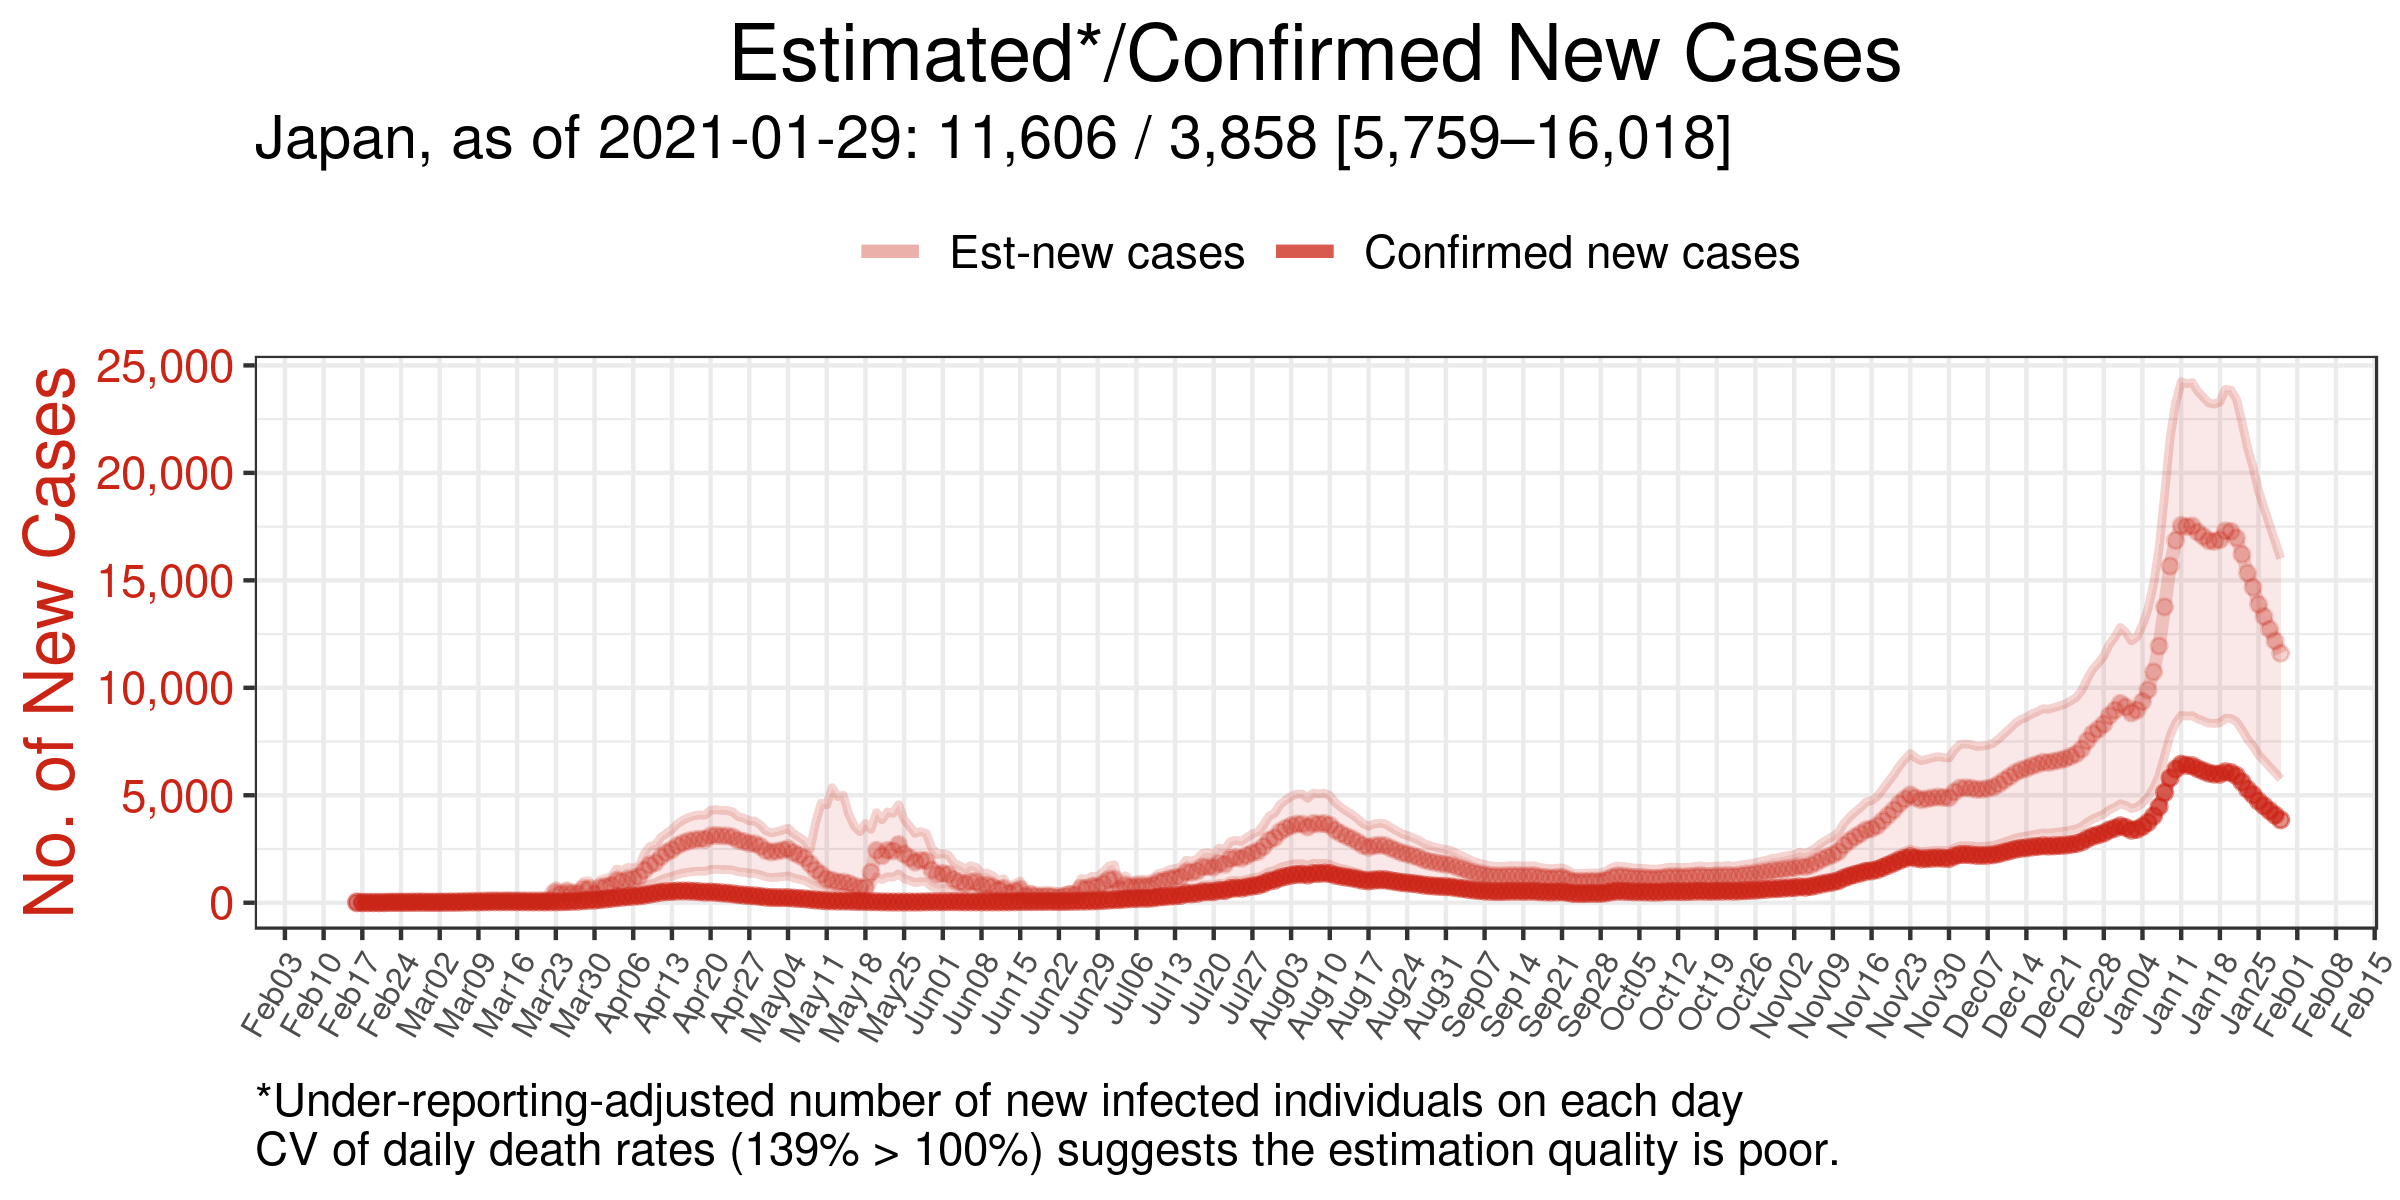 Estimated*/Confirmed New Cases
Japan, as of 2021-01-29: 11,606 / 3,858 [5,759–16,018]
Est-new cases
Confirmed new cases
No. of New Cases
25,000
20,000
15,000
10,000
5,000
0
Feb03
Feb10
Feb17
Feb24
Mar02
Mar09
Mar16
Mar23
Mar30
Apr06
Apr13
Apr20
Apr27
May04
May11
May18
May25
Jun01
Jun08
Jun15
Jun22
Jun29
Jul06
Jul13
Jul20
Jul27
Aug03
Aug10
Aug17
Aug24
Aug31
Sep07
Sep14
Sep21
Sep28
Oct05
Oct12
Oct19
Oct26
Nov02
Nov09
Nov16
Nov23
Nov30
Dec07
Dec14
Dec21
Dec28
Jan04
Jan11
Jan18
Jan25
Feb01
Feb08
Feb15
*Under-reporting-adjusted number of new infected individuals on each day
CV of daily death rates (139% > 100%) suggests the estimation quality is poor.